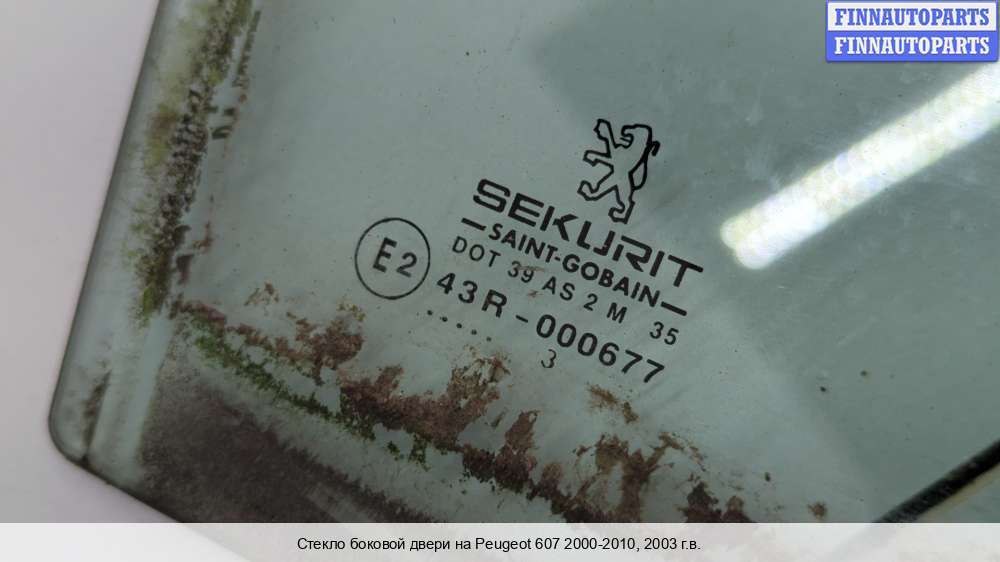 FINNAUTOPARTS
FINNAUTOPARTS
SEKURIT
SAINT-GOBAIN
DOT 39 AS 2 M 35
E2
43R-000677
..... 3
Стекло боковой двери на Peugeot 607 2000-2010, 2003 г.в.